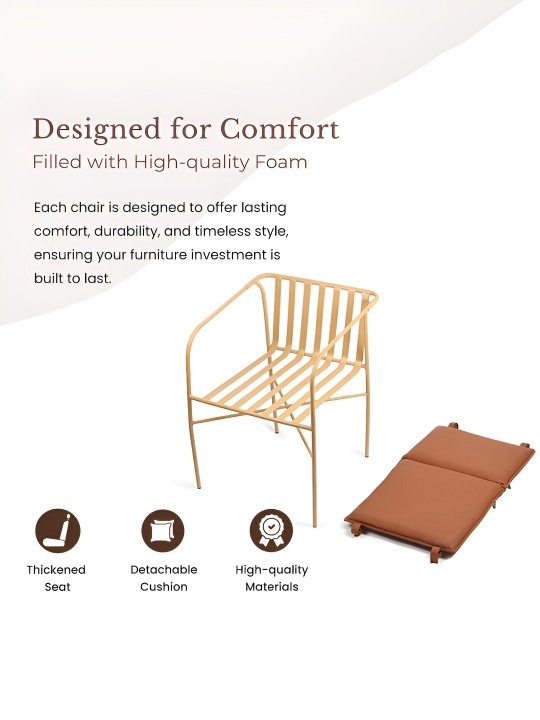 Designed for Comfort
Filled with High-quality Foam
Each chair is designed to offer lasting
comfort, durability, and timeless style,
ensuring your furniture investment is
built to last.
Thickened
Seat
Detachable
Cushion
High-quality
Materials